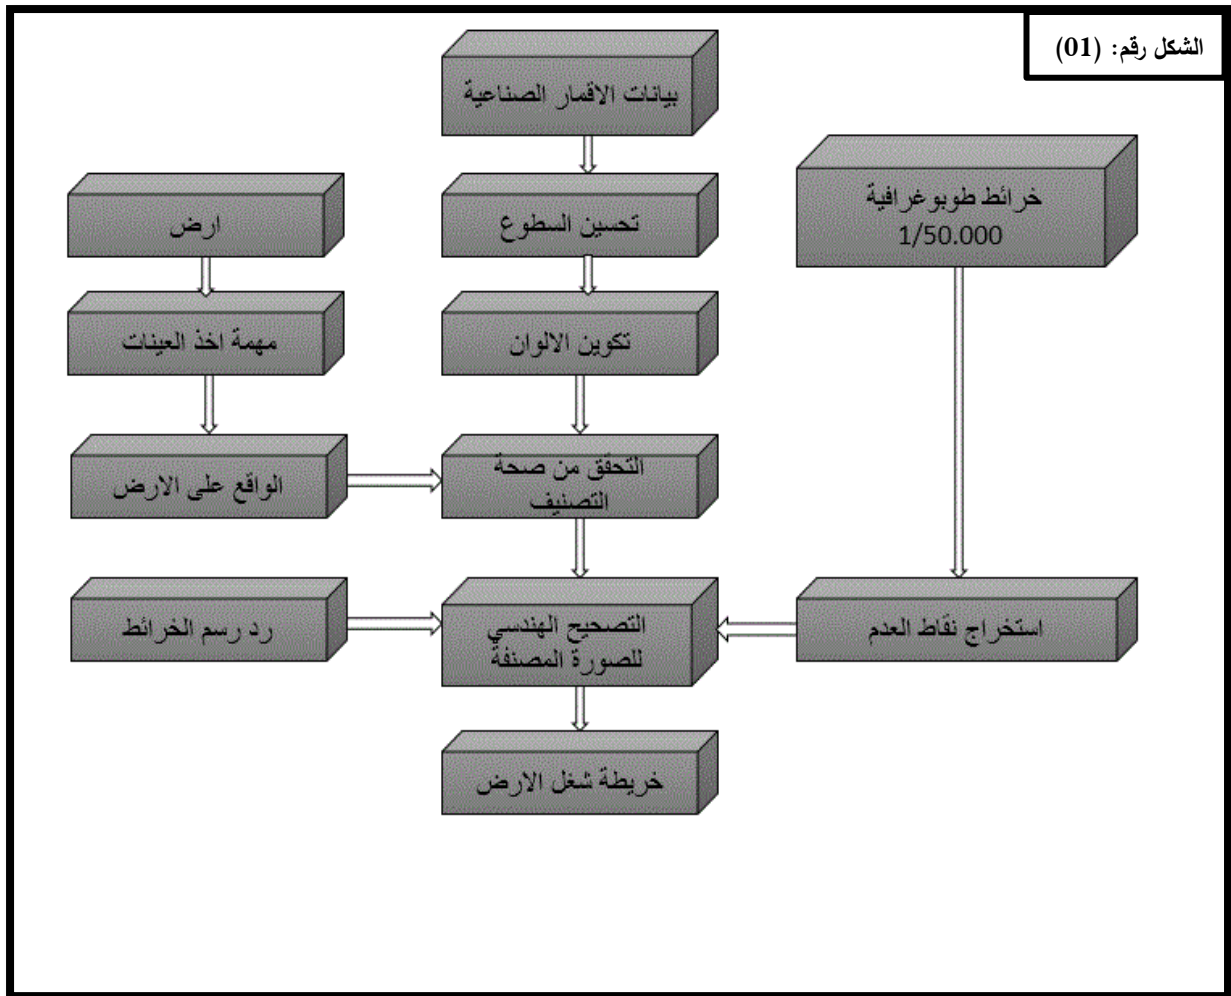 الشكل رقم: (01)
بيانات الاقمار الصناعية
خرائط طوبوغرافية
1/50.000
تحسين السطوع
ارض
تكوين الالوان
مهمة اخذ العينات
التحقق من صحة
التصنيف
الواقع على الارض
استخراج نقاط العدم
التصحيح الهندسي
للصورة المصنفة
رد رسم الخرائط
خريطة شغل الارض